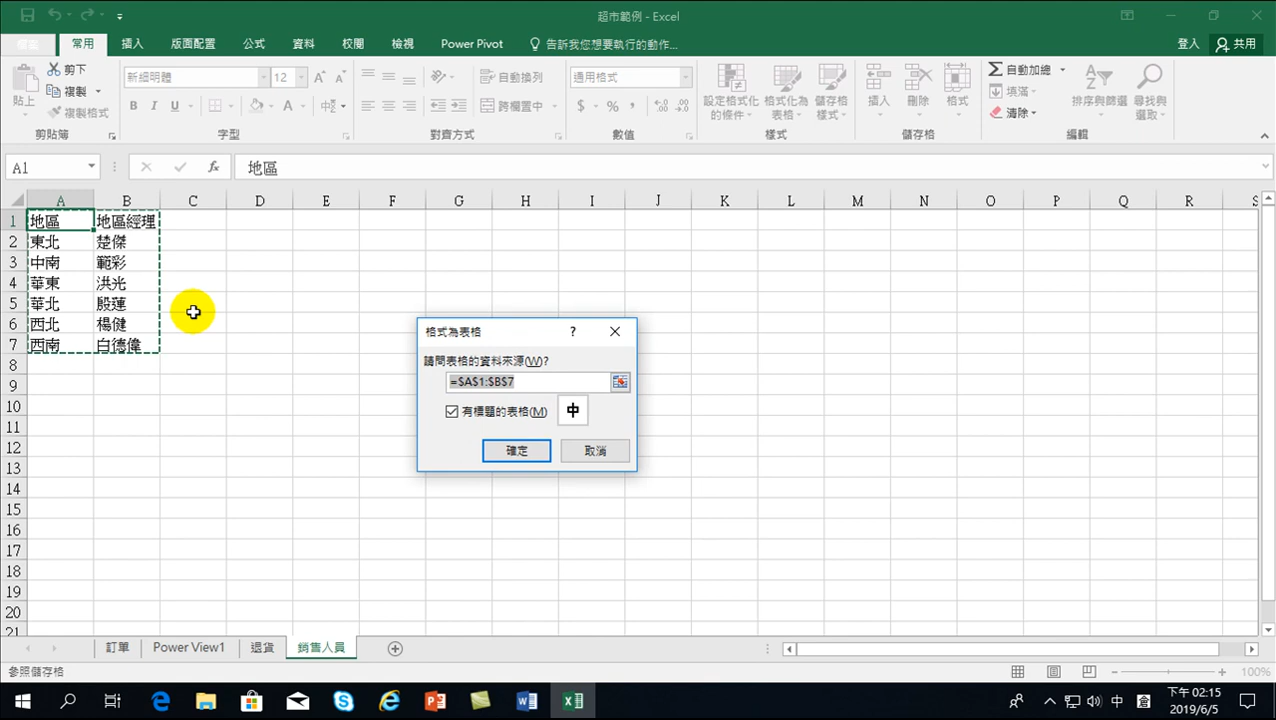 超市範例 - Excel
檔案 常用 插入 版面配置 公式 資料 校閱 檢視 Power Pivot 告訴我您想要執行的動作... 登入 共用
貼上 剪下 複製 複製格式 剪貼簿
新細明體 12 B I U A 中 字型
自動換列 跨欄置中 對齊方式
通用格式 $ % , 數值
設定格式化的條件 格式化為表格 儲存格樣式 樣式
插入 刪除 格式 儲存格
自動加總 填滿 清除 排序與篩選 尋找與選取 編輯
A1 fx 地區
A B C D E F G H I J K L M N O P Q R S
1 地區 地區經理
2 東北 楚傑
3 中南 範彩
4 華東 洪光
5 華北 殷蓮
6 西北 楊健
7 西南 白德偉
8
9
10
11
12
13
14
15
16
17
18
19
20
21
格式為表格 ?
請問表格的資料來源(W)?
=$A$1:$B$7
有標題的表格(M) 中
確定 取消
訂單 Power View1 退貨 銷售人員
參照儲存格 100%
中 倉 下午 02:15
2019/6/5